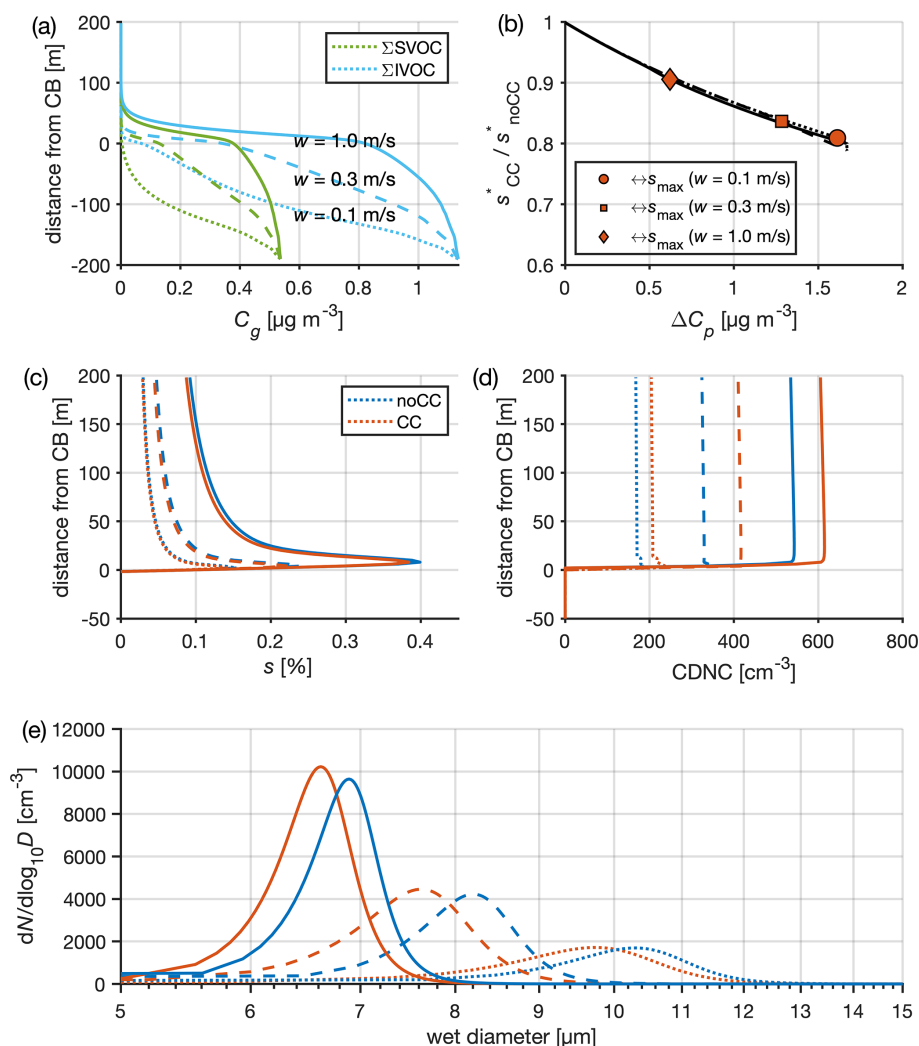 (a)
200
100
0
-100
-200
distance from CB [m]
ΣSVOC
ΣIVOC
w = 1.0 m/s
w = 0.3 m/s
w = 0.1 m/s
0 0.2 0.4 0.6 0.8 1
C_g [µg m⁻³]
(b)
1
0.9
0.8
0.7
0.6
s*_CC / s*_noCC
↔s_max (w = 0.1 m/s)
↔s_max (w = 0.3 m/s)
↔s_max (w = 1.0 m/s)
0 0.5 1 1.5 2
ΔC_p [µg m⁻³]
(c)
200
150
100
50
0
-50
distance from CB [m]
noCC
CC
0 0.1 0.2 0.3 0.4
s [%]
(d)
200
150
100
50
0
-50
distance from CB [m]
0 200 400 600 800
CDNC [cm⁻³]
(e)
12000
10000
8000
6000
4000
2000
0
dN/dlog₁₀D [cm⁻³]
5 6 7 8 9 10 11 12 13 14 15
wet diameter [µm]